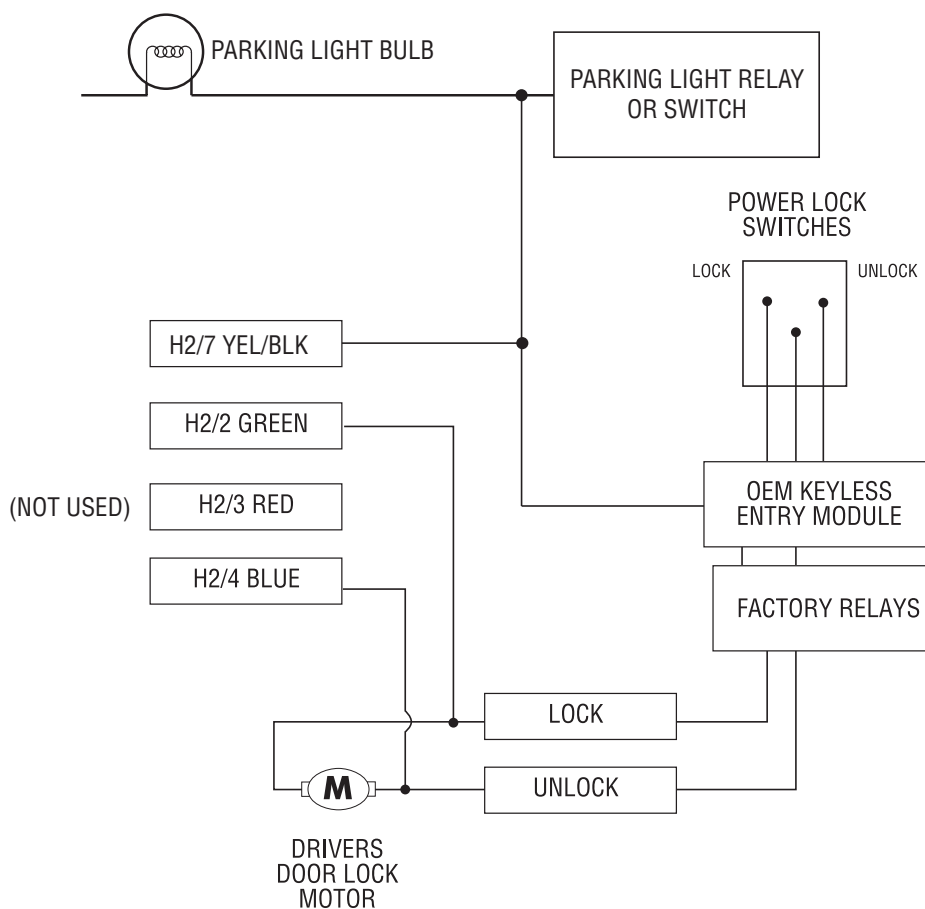 PARKING LIGHT BULB
PARKING LIGHT RELAY
OR SWITCH
POWER LOCK
SWITCHES
LOCK
UNLOCK
H2/7 YEL/BLK
H2/2 GREEN
(NOT USED)
H2/3 RED
OEM KEYLESS
ENTRY MODULE
H2/4 BLUE
FACTORY RELAYS
LOCK
UNLOCK
M
DRIVERS
DOOR LOCK
MOTOR